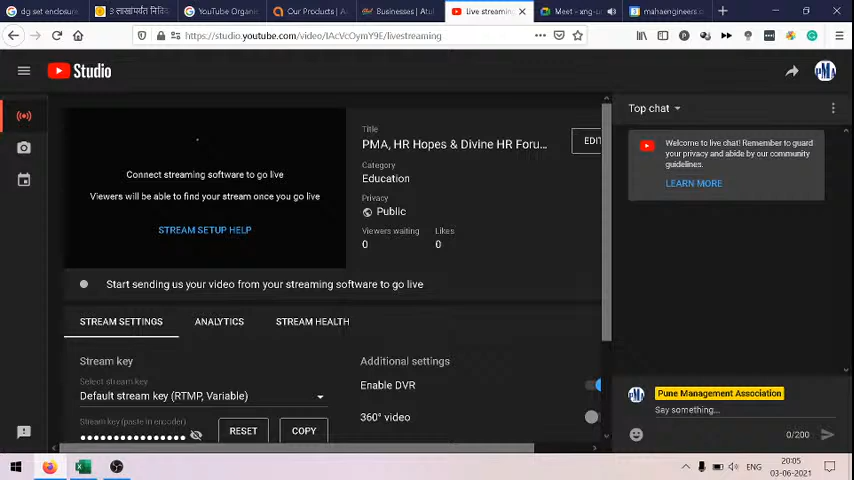 dg set enclosure
3 लाखांपर्यंत
YouTube Organic
Our Products | A
Businesses | Atul
Live streaming
Meet – xng-un
mahaengineers.c
https://studio.youtube.com/video/IAcVcOymY9E/livestreaming
Studio
PMA
Connect streaming software to go live
Viewers will be able to find your stream once you go live
STREAM SETUP HELP
Title
PMA, HR Hopes & Divine HR Foru...
EDIT
Category
Education
Privacy
Public
Viewers waiting
Likes
0
0
Start sending us your video from your streaming software to go live
STREAM SETTINGS
ANALYTICS
STREAM HEALTH
Stream key
Select stream key
Default stream key (RTMP, Variable)
Stream key (paste in encoder)
RESET
COPY
Additional settings
Enable DVR
360° video
Top chat
Welcome to live chat! Remember to guard
your privacy and abide by our community
guidelines.
LEARN MORE
Pune Management Association
Say something...
0/200
ENG
20:05
03-06-2021